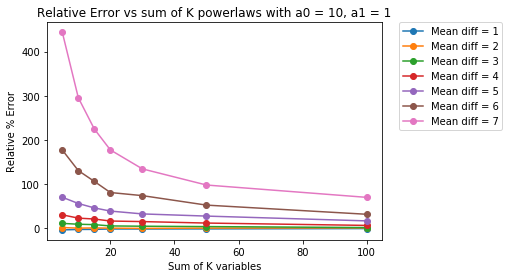 Relative Error vs sum of K powerlaws with a0 = 10, a1 = 1
Relative % Error
400
300
200
100
0
20
40
60
80
100
Sum of K variables
Mean diff = 1
Mean diff = 2
Mean diff = 3
Mean diff = 4
Mean diff = 5
Mean diff = 6
Mean diff = 7